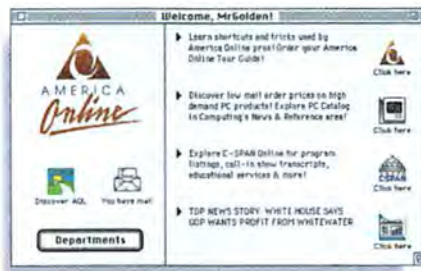 Welcome, MrGolden!
AMERICA
Online
Discover AOL
You have mail
Departments
Learn shortcuts and tricks used by
America Online pros! Order your America
Online Tour Guide!
Click here
Discover low mail order prices on high
demand PC products! Explore PC Catalog
in Computing's News & Reference area!
Click here
Explore C-SPAN Online for program
listings, call-in show transcripts,
educational services & more!
C-SPAN
Click here
TOP NEWS STORY: WHITE HOUSE SAYS
GOP WANTS PROFIT FROM WHITEWATER
Click here